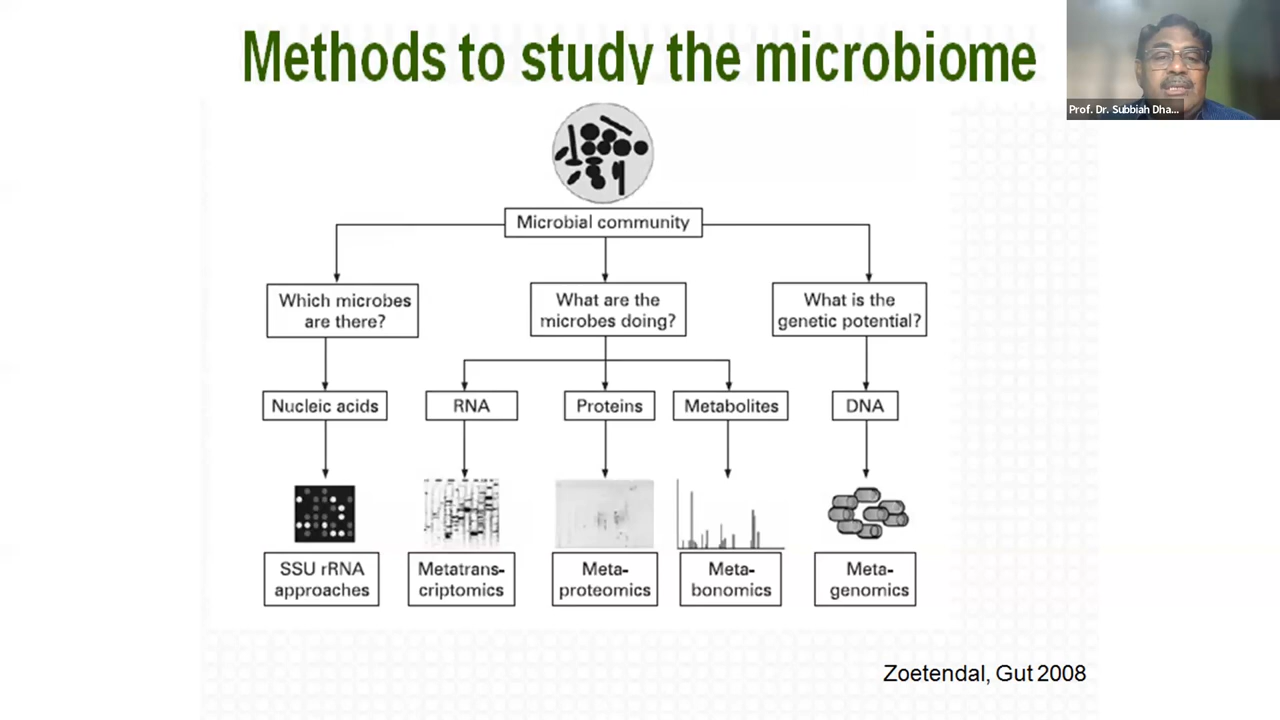 Methods to study the microbiome
Prof. Dr. Subbiah Dha...
Microbial community
Which microbes
are there?
What are the
microbes doing?
What is the
genetic potential?
Nucleic acids
RNA
Proteins
Metabolites
DNA
SSU rRNA
approaches
Metatrans-
criptomics
Meta-
proteomics
Meta-
bonomics
Meta-
genomics
Zoetendal, Gut 2008